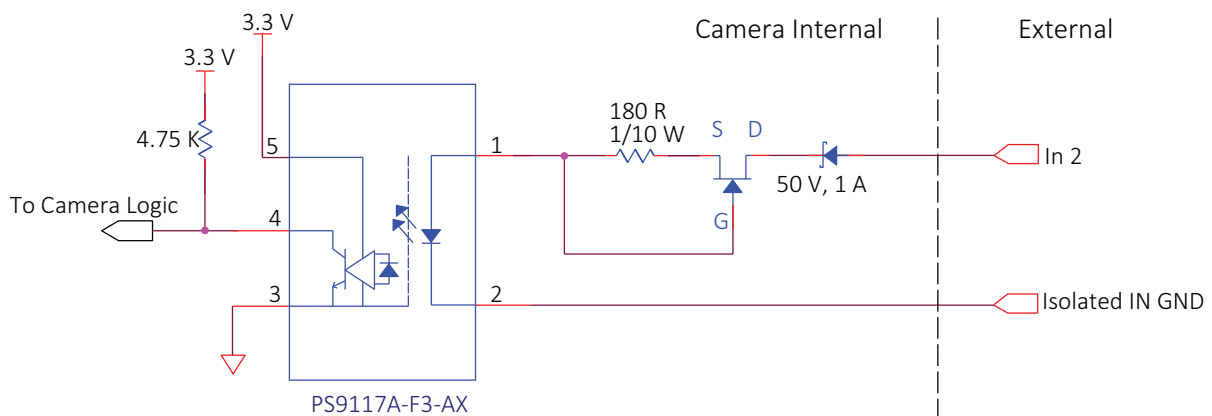 3.3 V
Camera Internal
External
3.3 V
180 R
1/10 W
S D
4.75 K
5
1
In 2
50 V, 1 A
To Camera Logic
4
G
3
2
Isolated IN GND
PS9117A-F3-AX